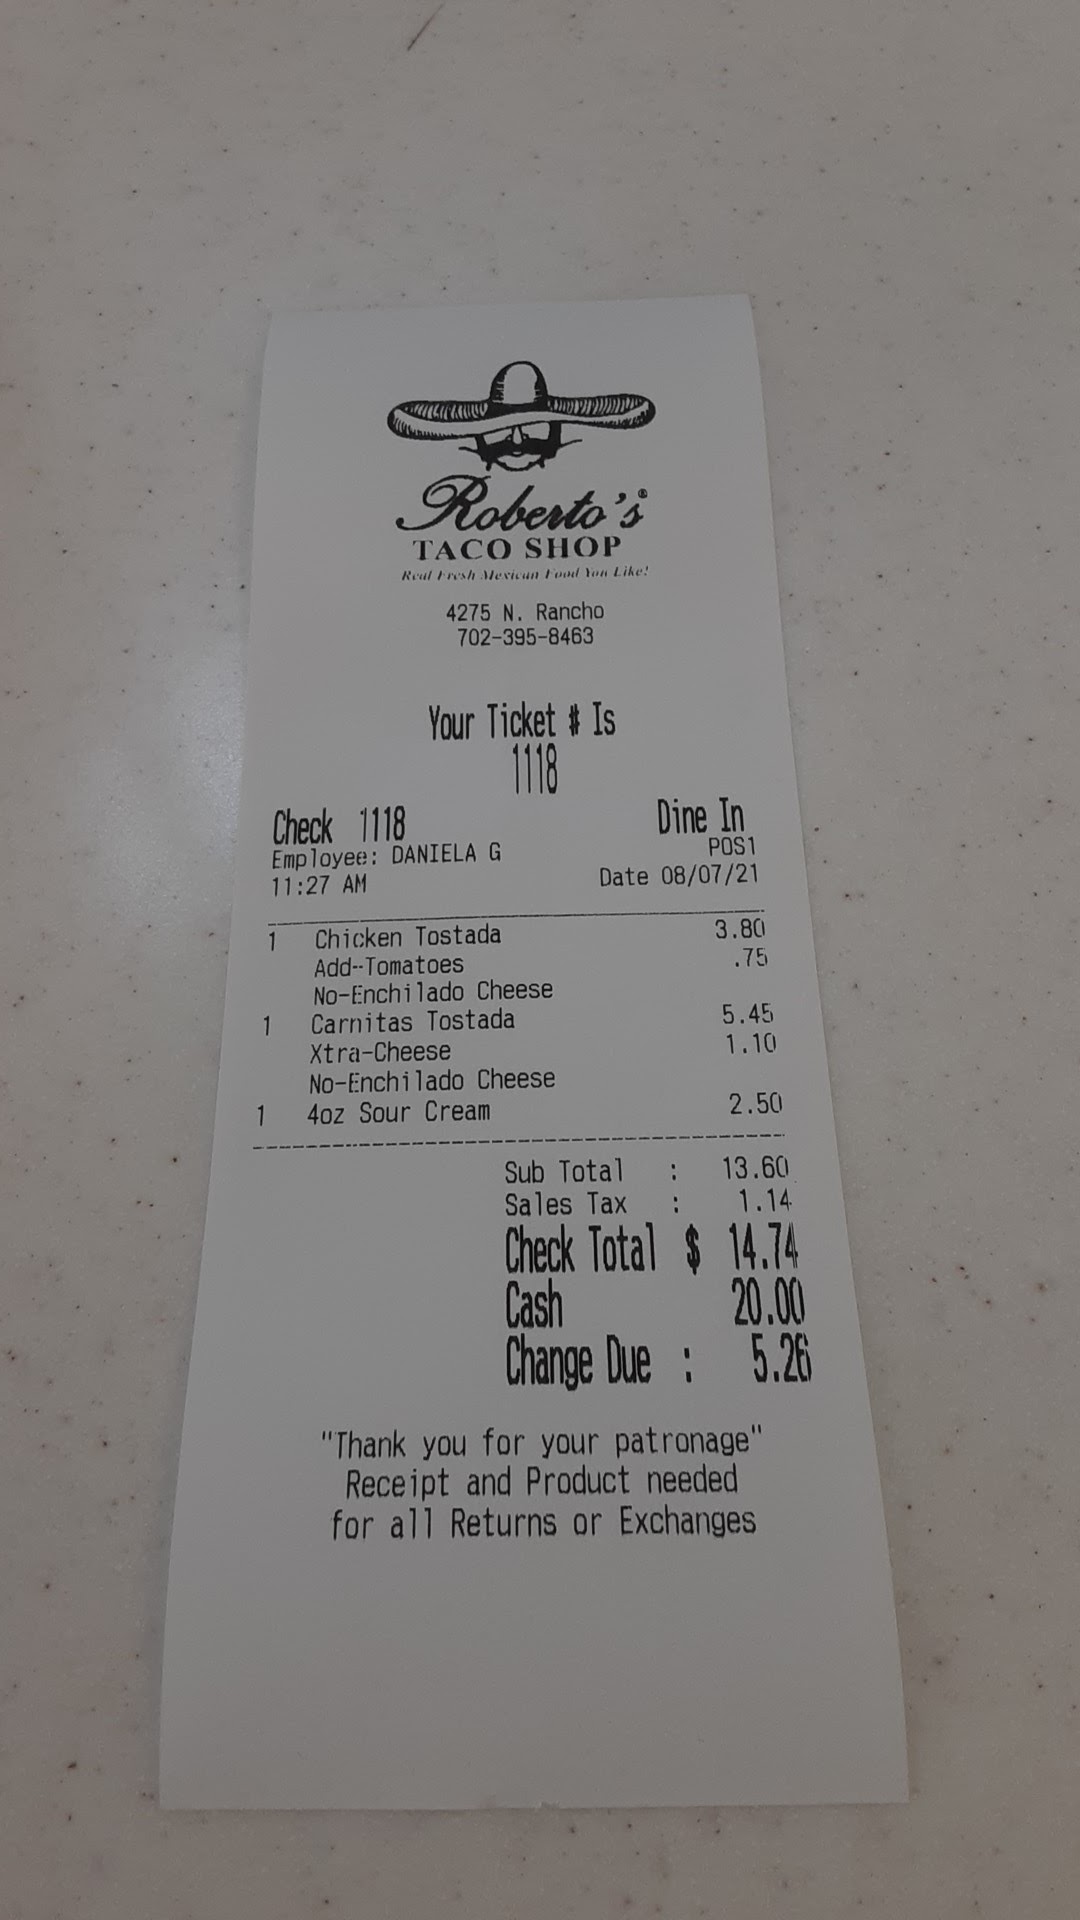 Roberto's®
TACO SHOP
Real Fresh Mexican Food You Like!
4275 N. Rancho
702-395-8463
Your Ticket # Is
1118
Check 1118 Dine In
Employee: DANIELA G POS1
11:27 AM Date 08/07/21
1 Chicken Tostada 3.80
Add--Tomatoes .75
No-Enchilado Cheese
1 Carnitas Tostada 5.45
Xtra-Cheese 1.10
No-Enchilado Cheese
1 4oz Sour Cream 2.50
Sub Total : 13.60
Sales Tax : 1.14
Check Total $ 14.74
Cash 20.00
Change Due : 5.26
"Thank you for your patronage"
Receipt and Product needed
for all Returns or Exchanges